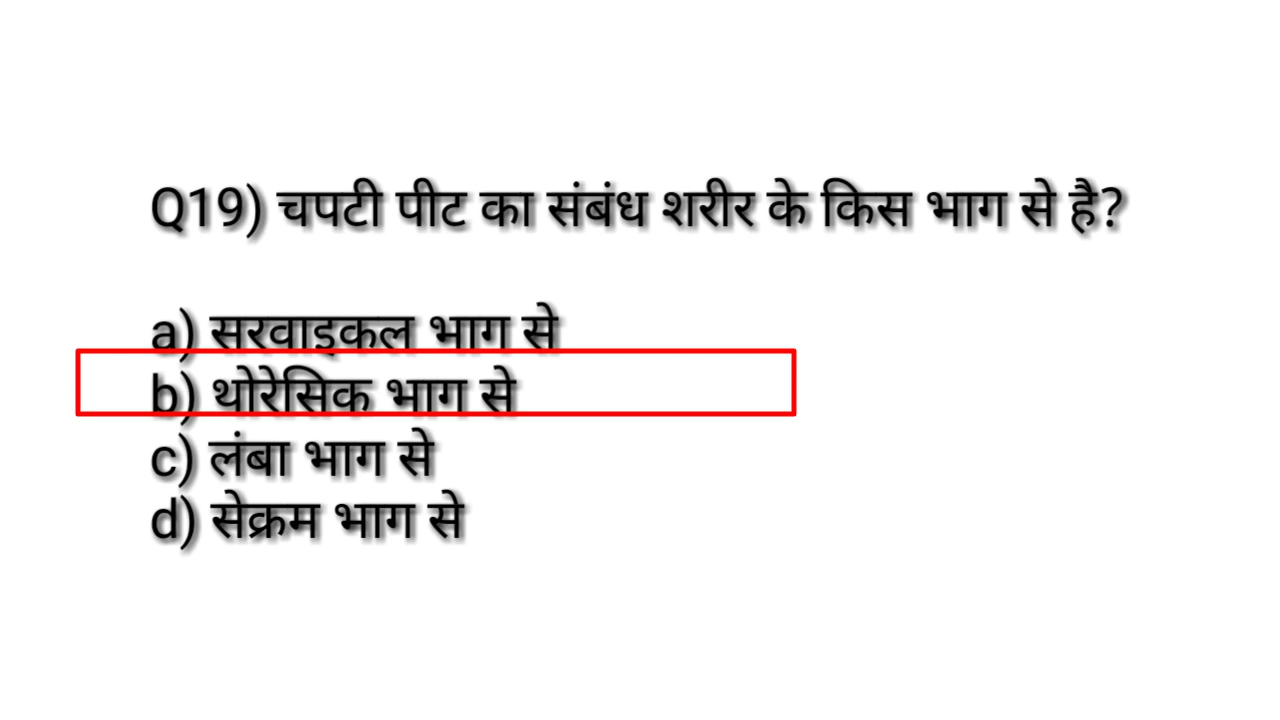 Q19) चपटी पीट का संबंध शरीर के किस भाग से है?
a) सरवाइकल भाग से
b) थोरेसिक भाग से
c) लंबा भाग से
d) सेक्रम भाग से